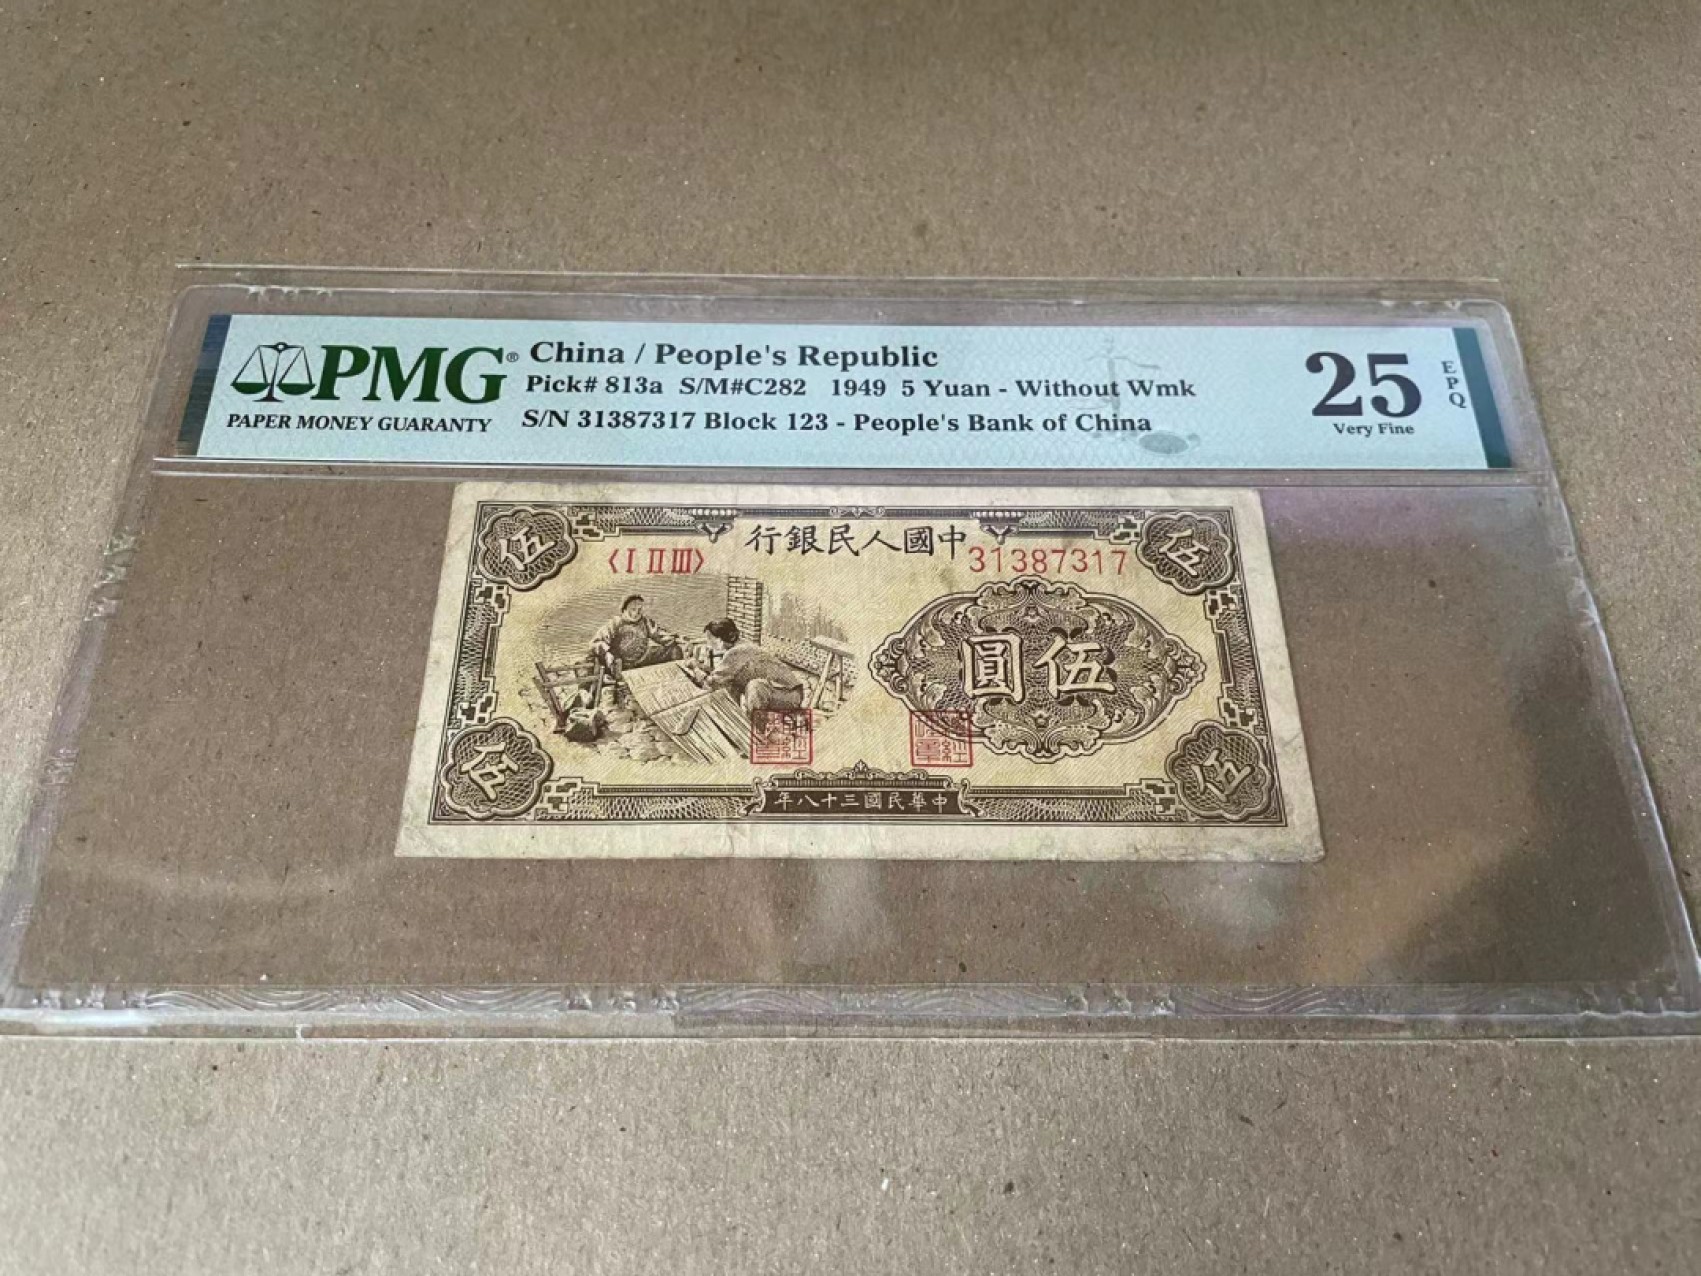 PMG®
PAPER MONEY GUARANTY
China / People's Republic
Pick# 813a S/M#C282 1949 5 Yuan - Without Wmk
S/N 31387317 Block 123 - People's Bank of China
25
EPQ
Very Fine
行銀民人國中
〈I II III〉
31387317
伍
伍
圓伍
伍
伍
年八十三國民華中